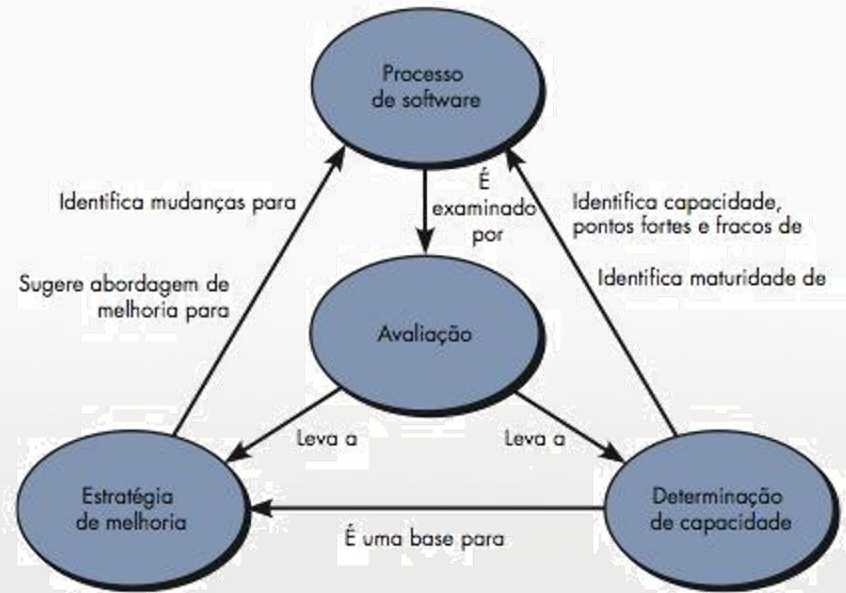 Processo
de software
É
examinado
por
Identifica mudanças para
Identifica capacidade,
pontos fortes e fracos de
Sugere abordagem de
melhoria para
Identifica maturidade de
Avaliação
Leva a
Leva a
Estratégia
de melhoria
Determinação
de capacidade
É uma base para